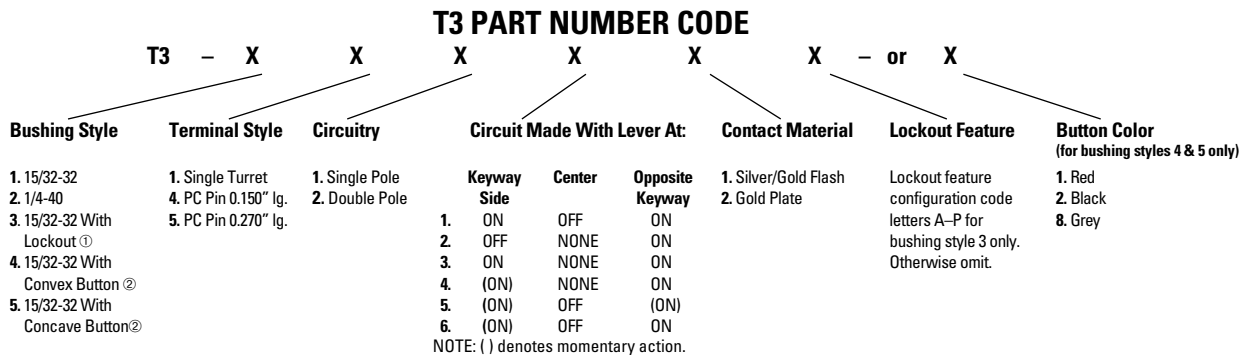 T3 PART NUMBER CODE
T3 – X X X X X X – or X
Bushing Style
1. 15/32-32
2. 1/4-40
3. 15/32-32 With
Lockout ①
4. 15/32-32 With
Convex Button ②
5. 15/32-32 With
Concave Button②
Terminal Style
1. Single Turret
4. PC Pin 0.150” lg.
5. PC Pin 0.270” lg.
Circuitry
1. Single Pole
2. Double Pole
Circuit Made With Lever At:
Keyway Center Opposite
Side Keyway
1. ON OFF ON
2. OFF NONE ON
3. ON NONE ON
4. (ON) NONE ON
5. (ON) OFF (ON)
6. (ON) OFF ON
NOTE: ( ) denotes momentary action.
Contact Material
1. Silver/Gold Flash
2. Gold Plate
Lockout Feature
Lockout feature
configuration code
letters A–P for
bushing style 3 only.
Otherwise omit.
Button Color
(for bushing styles 4 & 5 only)
1. Red
2. Black
8. Grey